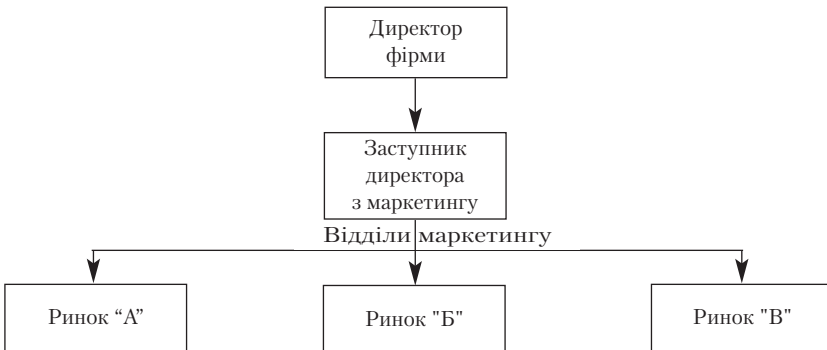 Директор
фірми
Заступник
директора
з маркетингу
Відділи маркетингу
Ринок “А”
Ринок "Б"
Ринок "В"